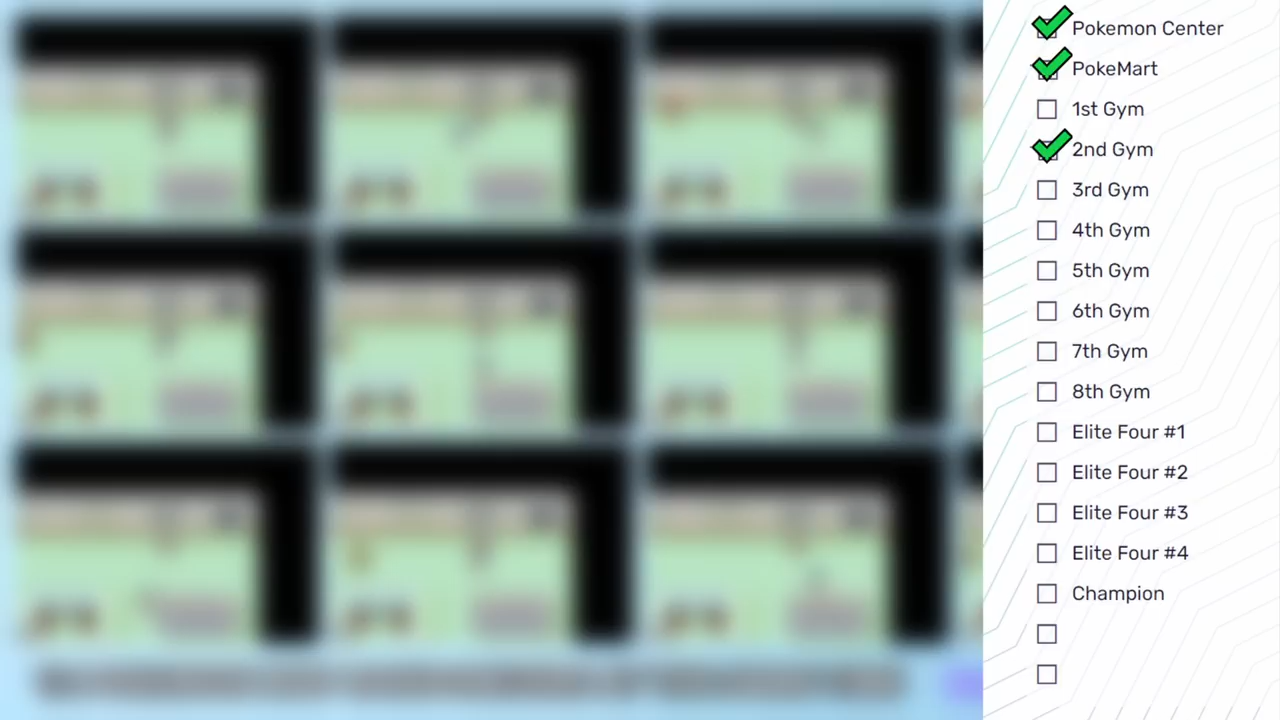 Pokemon Center
PokeMart
1st Gym
2nd Gym
3rd Gym
4th Gym
5th Gym
6th Gym
7th Gym
8th Gym
Elite Four #1
Elite Four #2
Elite Four #3
Elite Four #4
Champion